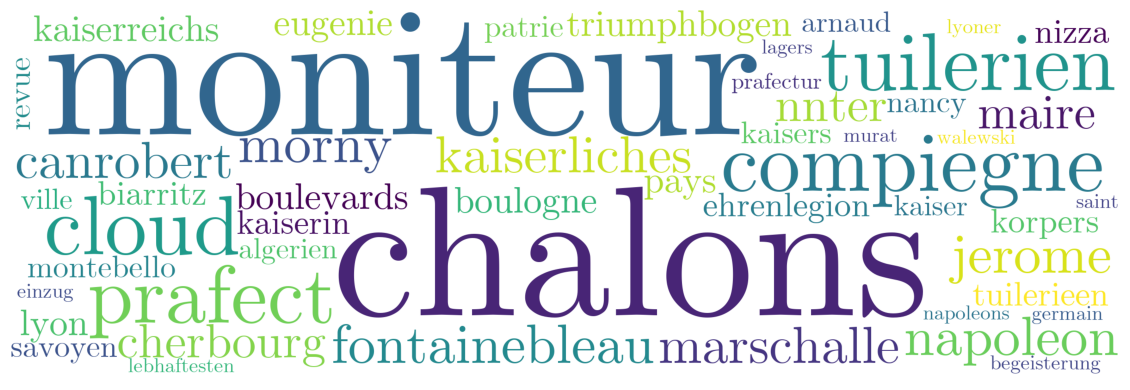 kaiserreichs
eugenie
patrie
triumphbogen
arnaud
lyoner
nizza
lagers
revue
moniteur
prafectur
tuilerien
nnter
nancy
maire
kaisers
murat
walewski
canrobert
morny
kaiserliches
compiegne
ville
biarritz
boulevards
boulogne
pays
ehrenlegion
kaiser
saint
cloud
kaiserin
chalons
korpers
algerien
jerome
montebello
einzug
prafect
tuilerieen
lyon
napoleons
germain
savoyen
cherbourg
fontainebleau
marschalle
napoleon
lebhaftesten
begeisterung